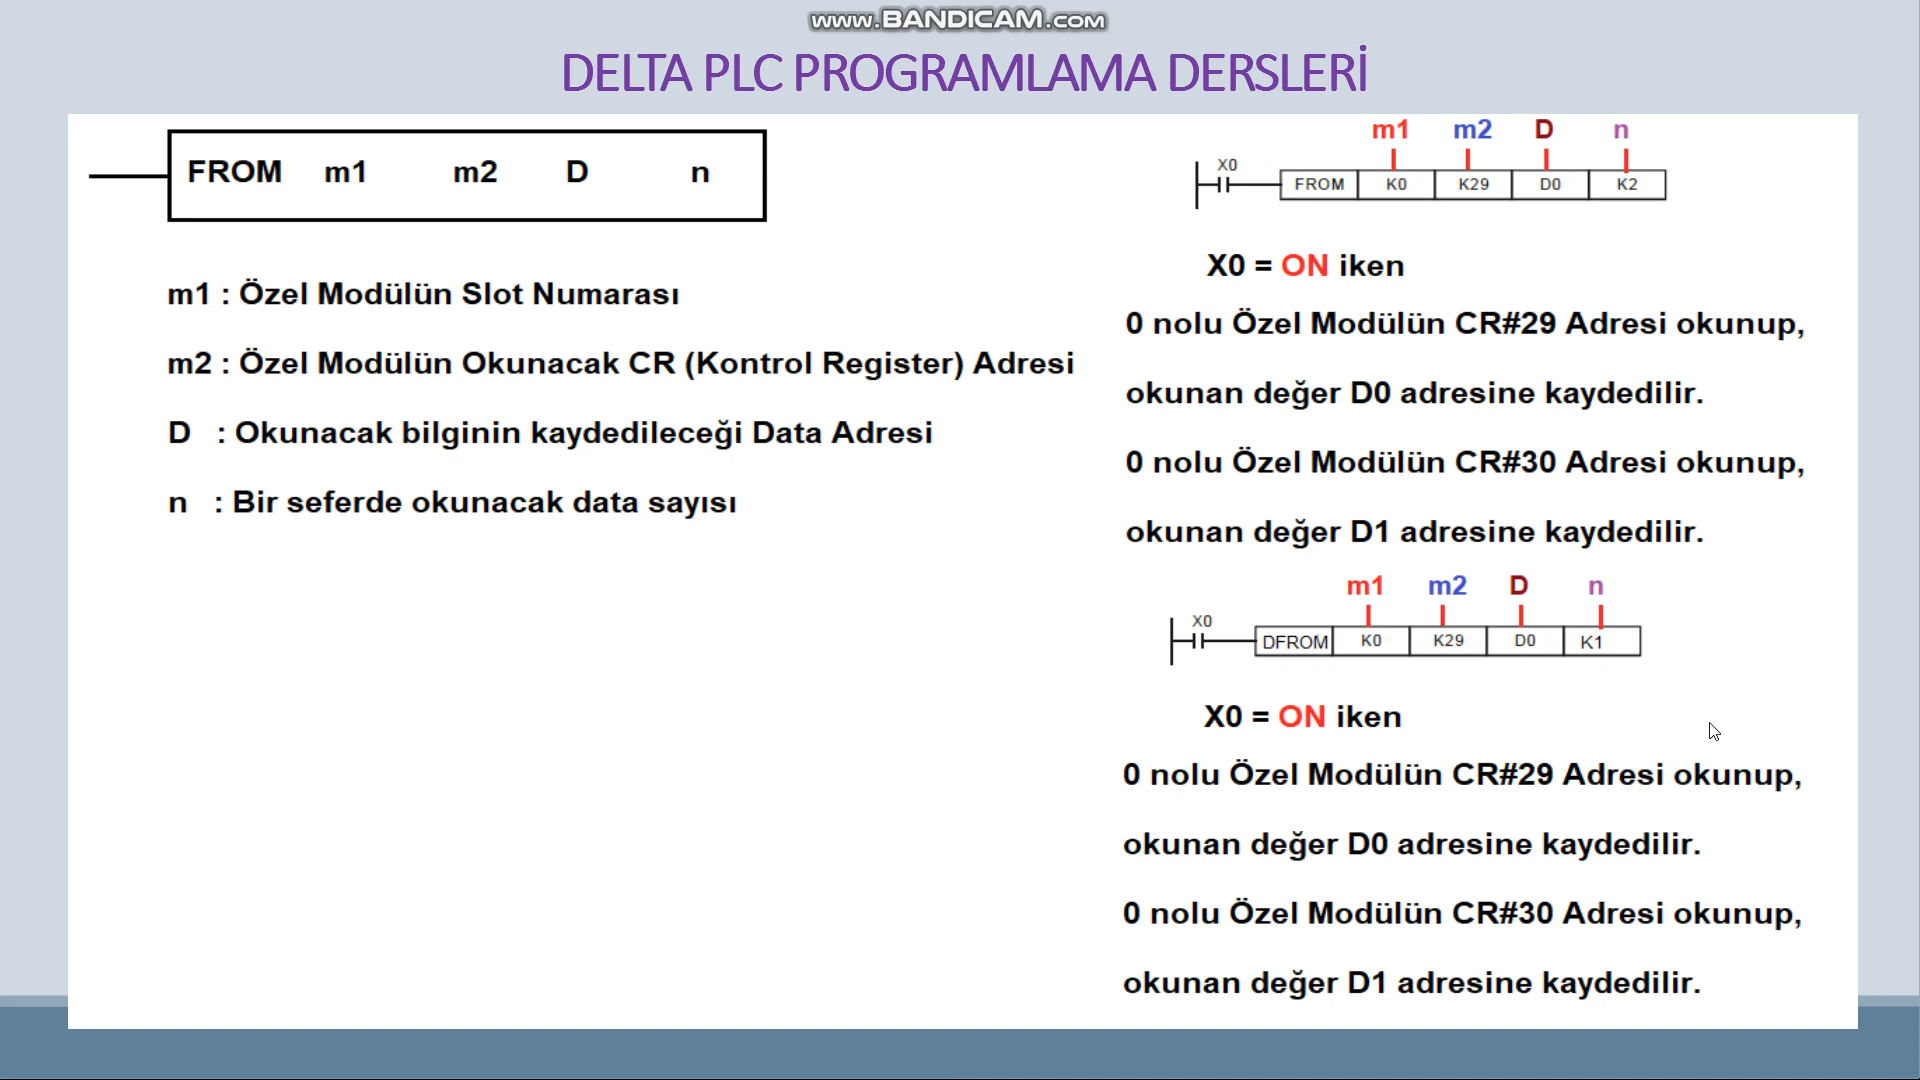 www.BANDICAM.com
DELTA PLC PROGRAMLAMA DERSLERİ
FROM m1 m2 D n
m1 : Özel Modülün Slot Numarası
m2 : Özel Modülün Okunacak CR (Kontrol Register) Adresi
D : Okunacak bilginin kaydedileceği Data Adresi
n : Bir seferde okunacak data sayısı
m1 m2 D n
X0
FROM K0 K29 D0 K2
X0 = ON iken
0 nolu Özel Modülün CR#29 Adresi okunup,
okunan değer D0 adresine kaydedilir.
0 nolu Özel Modülün CR#30 Adresi okunup,
okunan değer D1 adresine kaydedilir.
m1 m2 D n
X0
DFROM K0 K29 D0 K1
X0 = ON iken
0 nolu Özel Modülün CR#29 Adresi okunup,
okunan değer D0 adresine kaydedilir.
0 nolu Özel Modülün CR#30 Adresi okunup,
okunan değer D1 adresine kaydedilir.